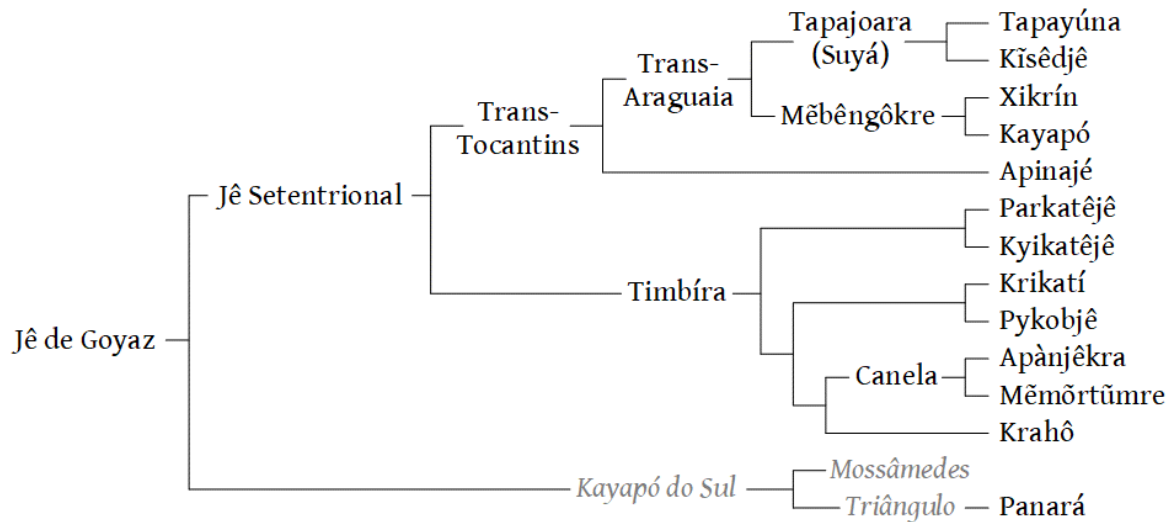 Tapajoara
(Suyá)
Tapayúna
Kĩsêdjê
Trans-
Araguaia
Xikrín
Mẽbêngôkre
Kayapó
Trans-
Tocantins
Apinajé
Jê Setentrional
Parkatêjê
Kyikatêjê
Timbíra
Krikatí
Pykobjê
Jê de Goyaz
Apànjêkra
Canela
Mẽmõrtũmre
Krahô
Mossâmedes
Kayapó do Sul
Triângulo
Panará